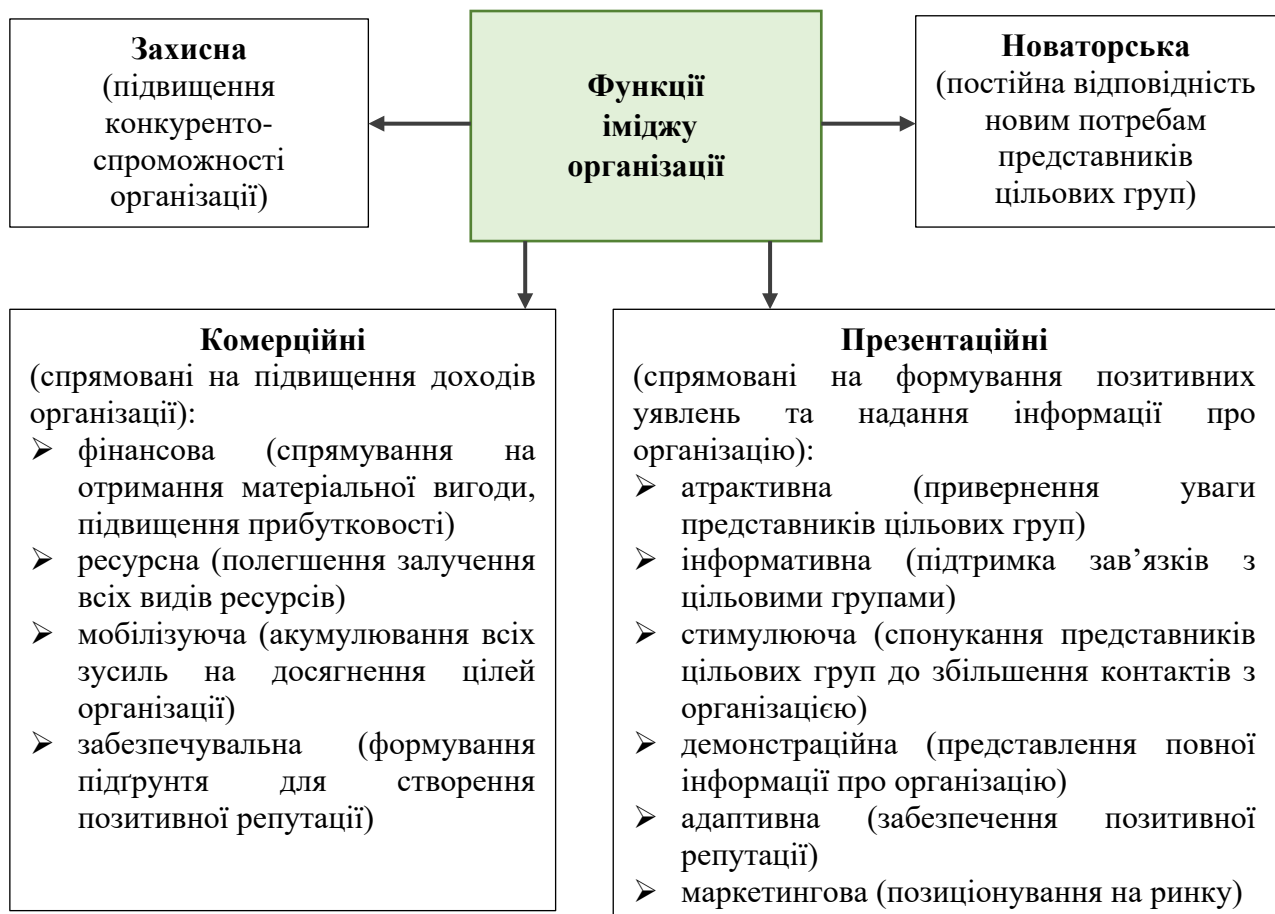 Захисна
(підвищення
конкуренто-
спроможності
організації)
Функції
іміджу
організації
Новаторська
(постійна відповідність
новим потребам
представників
цільових груп)
Комерційні
(спрямовані на підвищення доходів
організації):
➢ фінансова (спрямування на
отримання матеріальної вигоди,
підвищення прибутковості)
➢ ресурсна (полегшення залучення
всіх видів ресурсів)
➢ мобілізуюча (акумулювання всіх
зусиль на досягнення цілей
організації)
➢ забезпечувальна (формування
підґрунтя для створення
позитивної репутації)
Презентаційні
(спрямовані на формування позитивних
уявлень та надання інформації про
організацію):
➢ атрактивна (привернення уваги
представників цільових груп)
➢ інформативна (підтримка зав’язків з
цільовими групами)
➢ стимулююча (спонукання представників
цільових груп до збільшення контактів з
організацією)
➢ демонстраційна (представлення повної
інформації про організацію)
➢ адаптивна (забезпечення позитивної
репутації)
➢ маркетингова (позиціонування на ринку)